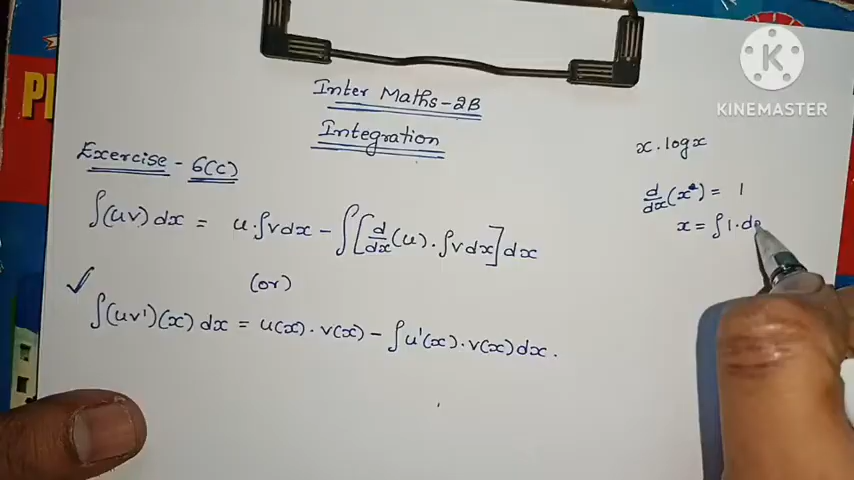 KINEMASTER
Inter Maths-2B
Integration
Exercise - 6(c)
∫(uv) dx = u.∫v dx - ∫[d/dx(u).∫v dx] dx
(or)
✓ ∫(uv')(x) dx = u(x).v(x) - ∫u'(x).v(x) dx.
x.logx
d/dx(x) = 1
x = ∫1.d